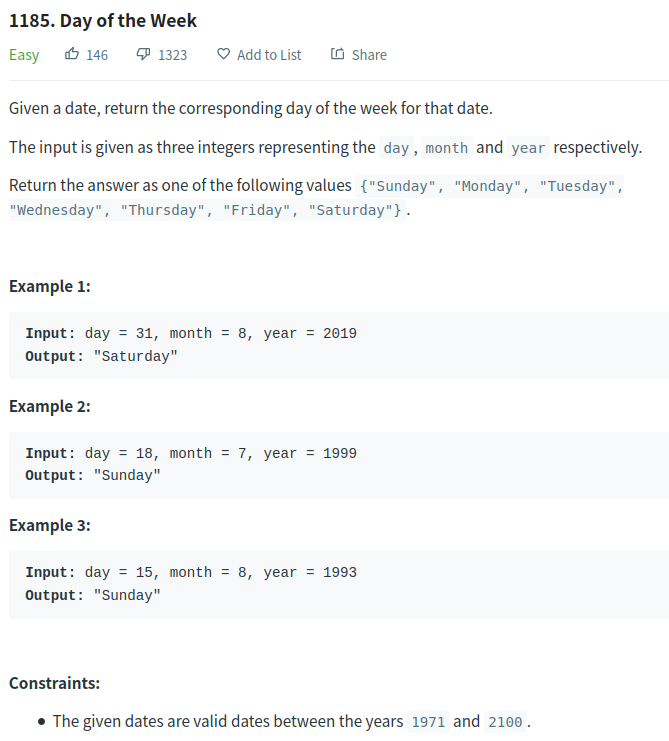 1185. Day of the Week
Easy 146 1323 Add to List Share
Given a date, return the corresponding day of the week for that date.
The input is given as three integers representing the day , month and year respectively.
Return the answer as one of the following values {"Sunday", "Monday", "Tuesday",
"Wednesday", "Thursday", "Friday", "Saturday"} .
Example 1:
Input: day = 31, month = 8, year = 2019
Output: "Saturday"
Example 2:
Input: day = 18, month = 7, year = 1999
Output: "Sunday"
Example 3:
Input: day = 15, month = 8, year = 1993
Output: "Sunday"
Constraints:
• The given dates are valid dates between the years 1971 and 2100 .